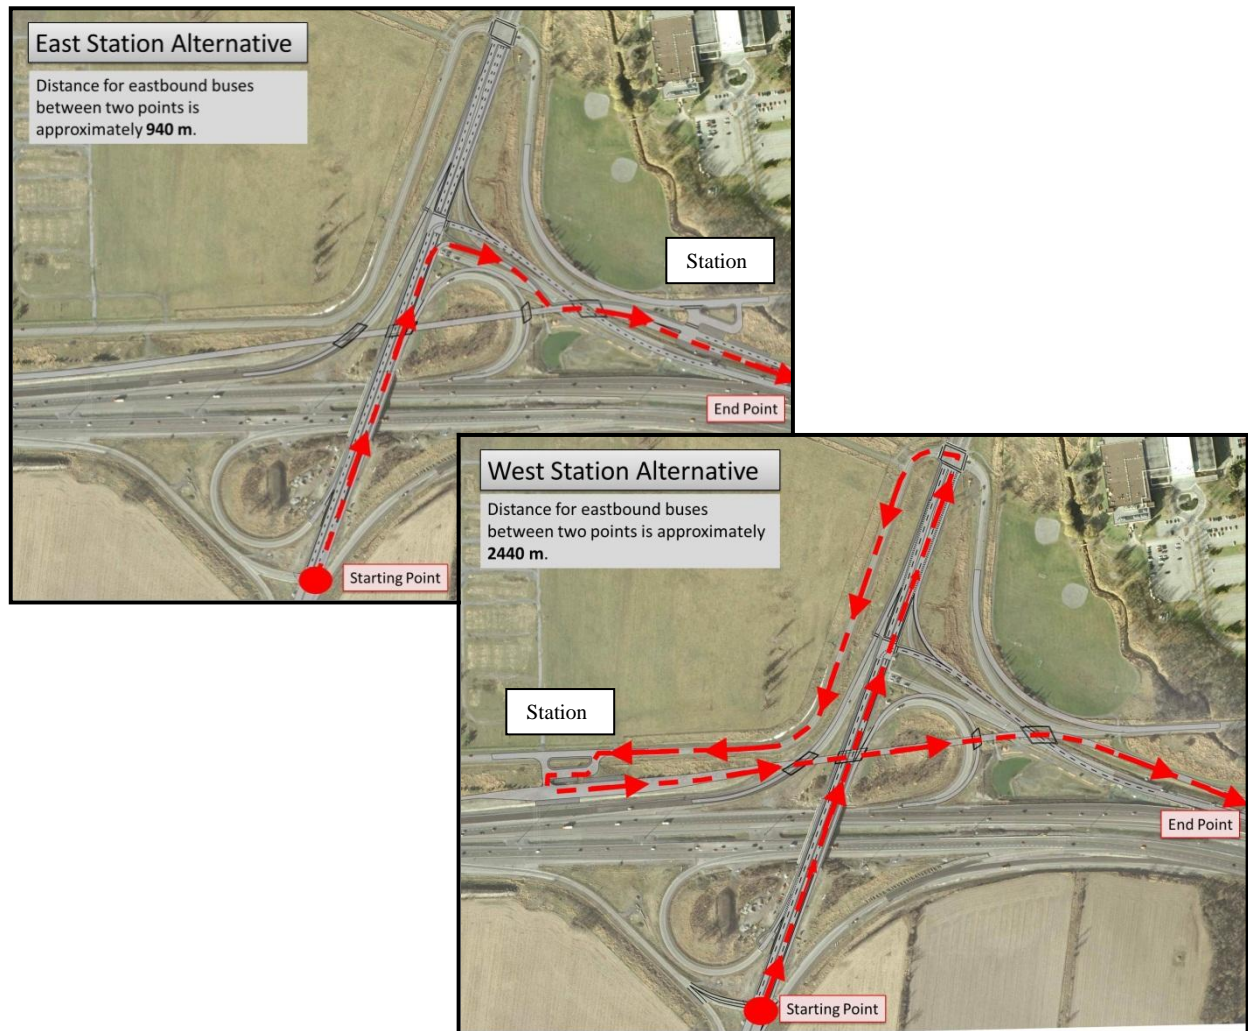 East Station Alternative
Distance for eastbound buses
between two points is
approximately 940 m.
Station
End Point
Starting Point
West Station Alternative
Distance for eastbound buses
between two points is approximately
2440 m.
Station
End Point
Starting Point